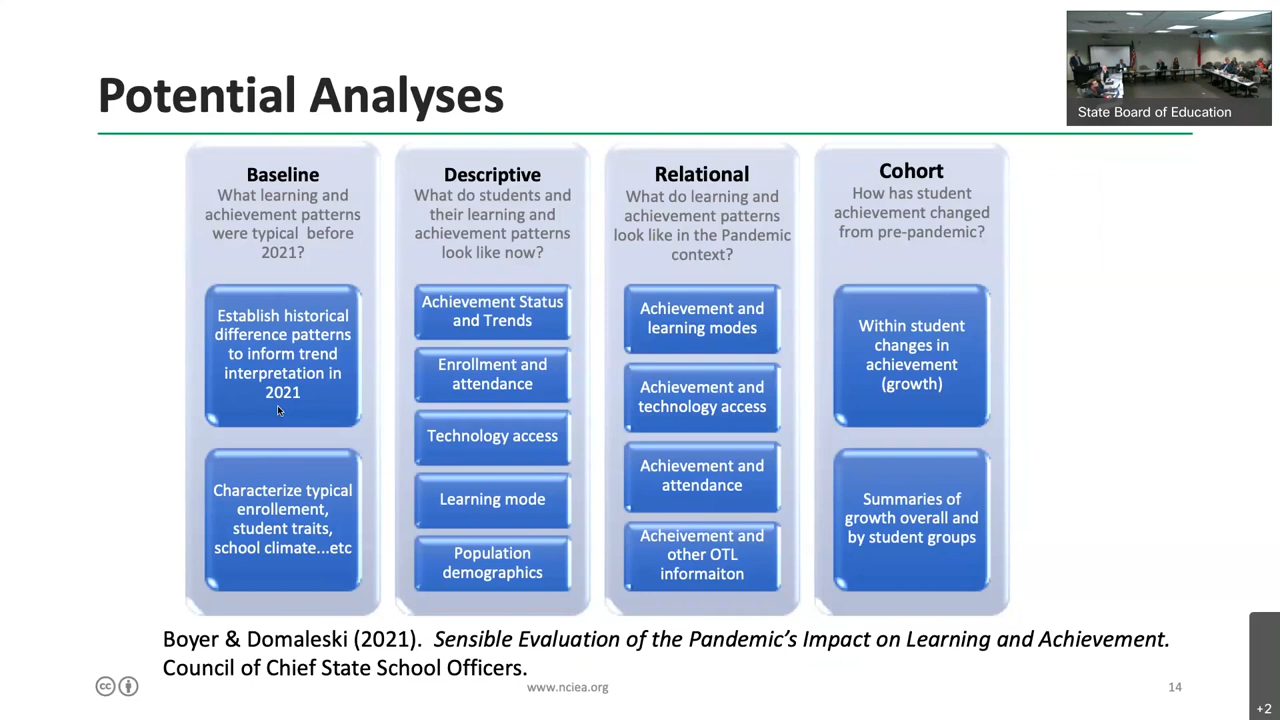 Potential Analyses
State Board of Education
Baseline
What learning and
achievement patterns
were typical before
2021?
Establish historical
difference patterns
to inform trend
interpretation in
2021
Characterize typical
enrollement,
student traits,
school climate...etc
Descriptive
What do students and
their learning and
achievement patterns
look like now?
Achievement Status
and Trends
Enrollment and
attendance
Technology access
Learning mode
Population
demographics
Relational
What do learning and
achievement patterns
look like in the Pandemic
context?
Achievement and
learning modes
Achievement and
technology access
Achievement and
attendance
Acheivement and
other OTL
informaiton
Cohort
How has student
achievement changed
from pre-pandemic?
Within student
changes in
achievement
(growth)
Summaries of
growth overall and
by student groups
Boyer & Domaleski (2021). Sensible Evaluation of the Pandemic's Impact on Learning and Achievement.
Council of Chief State School Officers.
cc
www.nciea.org
14
+2